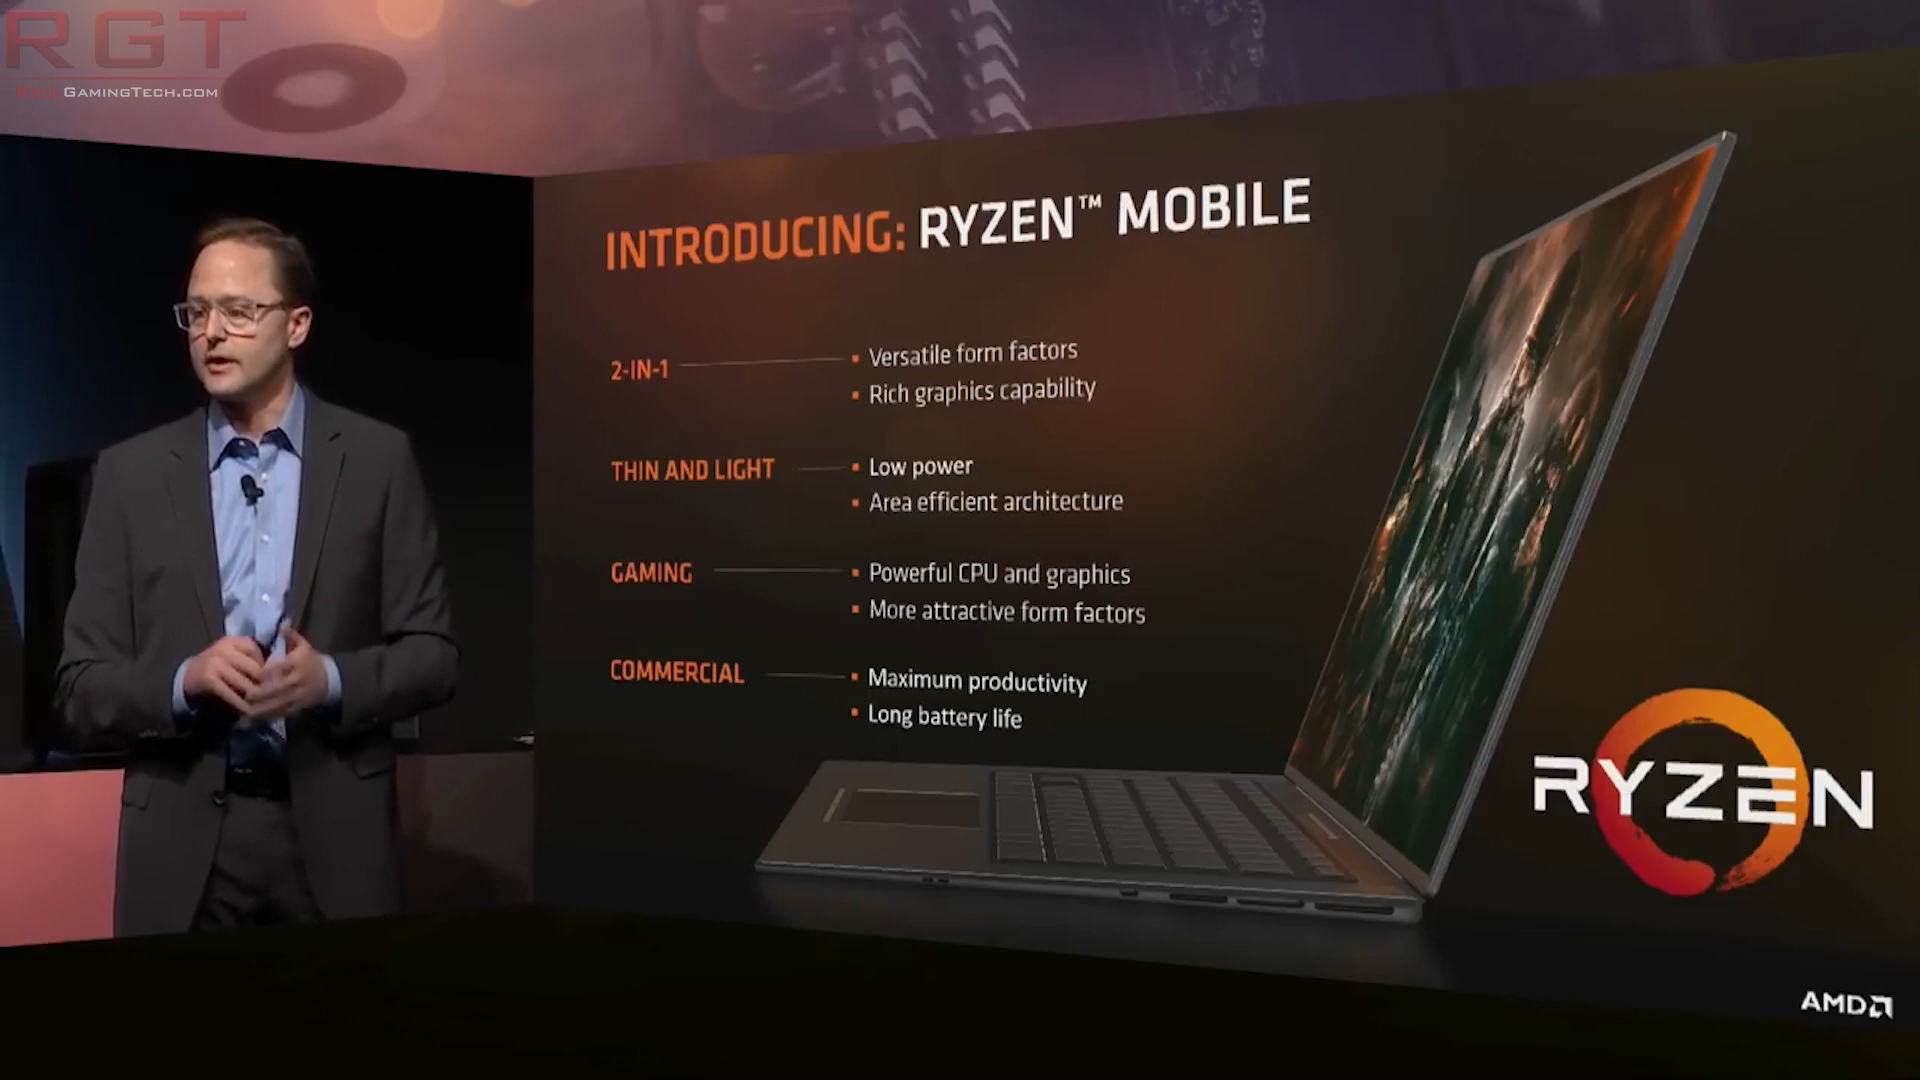 RGT
REDGAMINGTECH.COM
INTRODUCING: RYZEN™ MOBILE
2-IN-1
▪ Versatile form factors
▪ Rich graphics capability
THIN AND LIGHT
▪ Low power
▪ Area efficient architecture
GAMING
▪ Powerful CPU and graphics
▪ More attractive form factors
COMMERCIAL
▪ Maximum productivity
▪ Long battery life
RYZEN
AMD